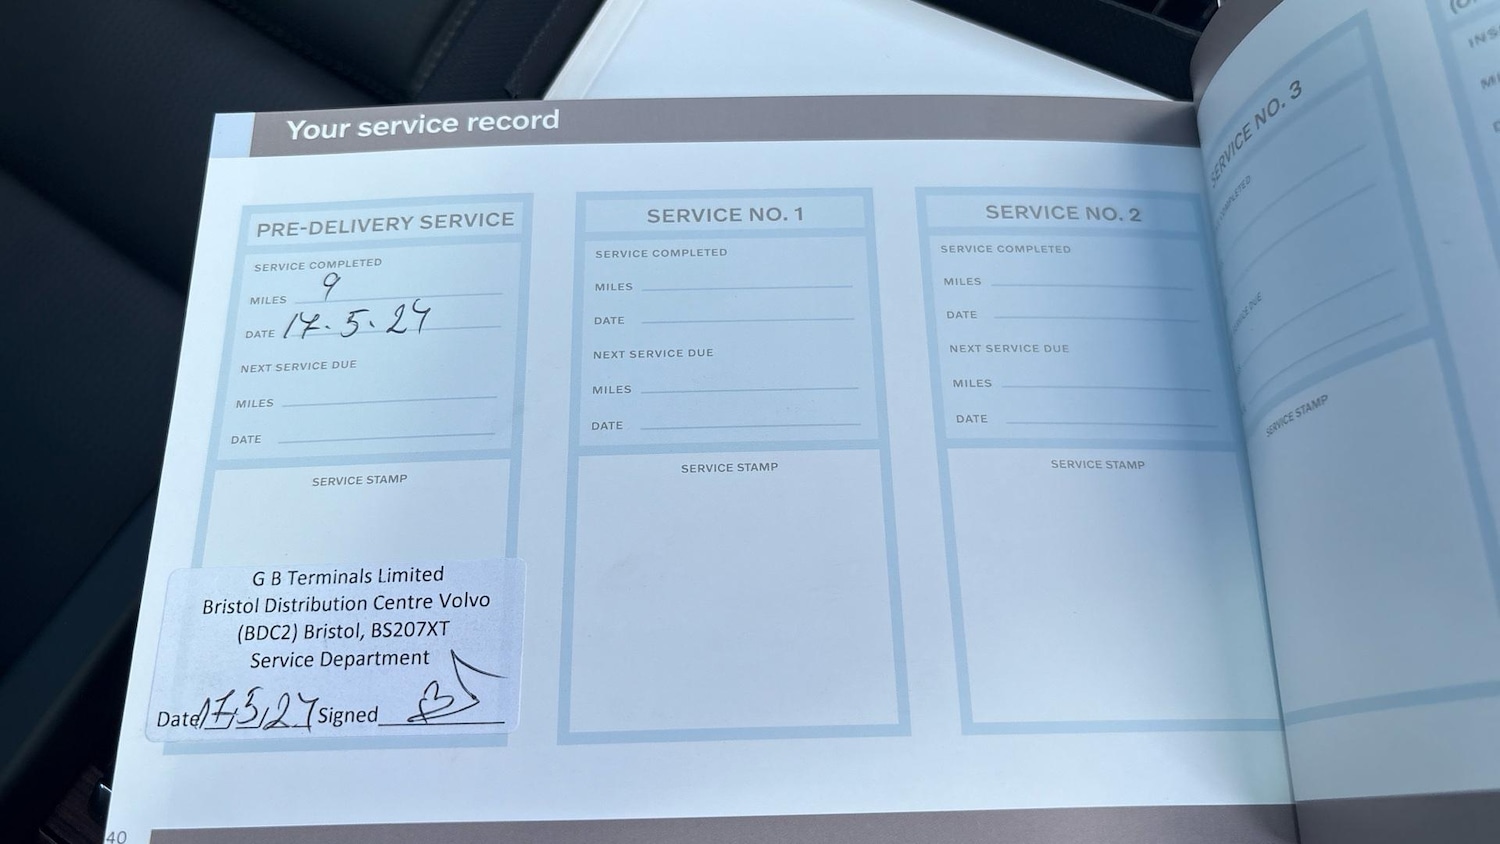 Your service record
PRE-DELIVERY SERVICE
SERVICE COMPLETED
MILES 9
DATE 17.5.24
NEXT SERVICE DUE
MILES
DATE
SERVICE STAMP
G B Terminals Limited
Bristol Distribution Centre Volvo
(BDC2) Bristol, BS207XT
Service Department
Date 17/5/24 Signed
SERVICE NO. 1
SERVICE COMPLETED
MILES
DATE
NEXT SERVICE DUE
MILES
DATE
SERVICE STAMP
SERVICE NO. 2
SERVICE COMPLETED
MILES
DATE
NEXT SERVICE DUE
MILES
DATE
SERVICE STAMP
SERVICE NO. 3
COMPLETED
DUE
SERVICE STAMP
40